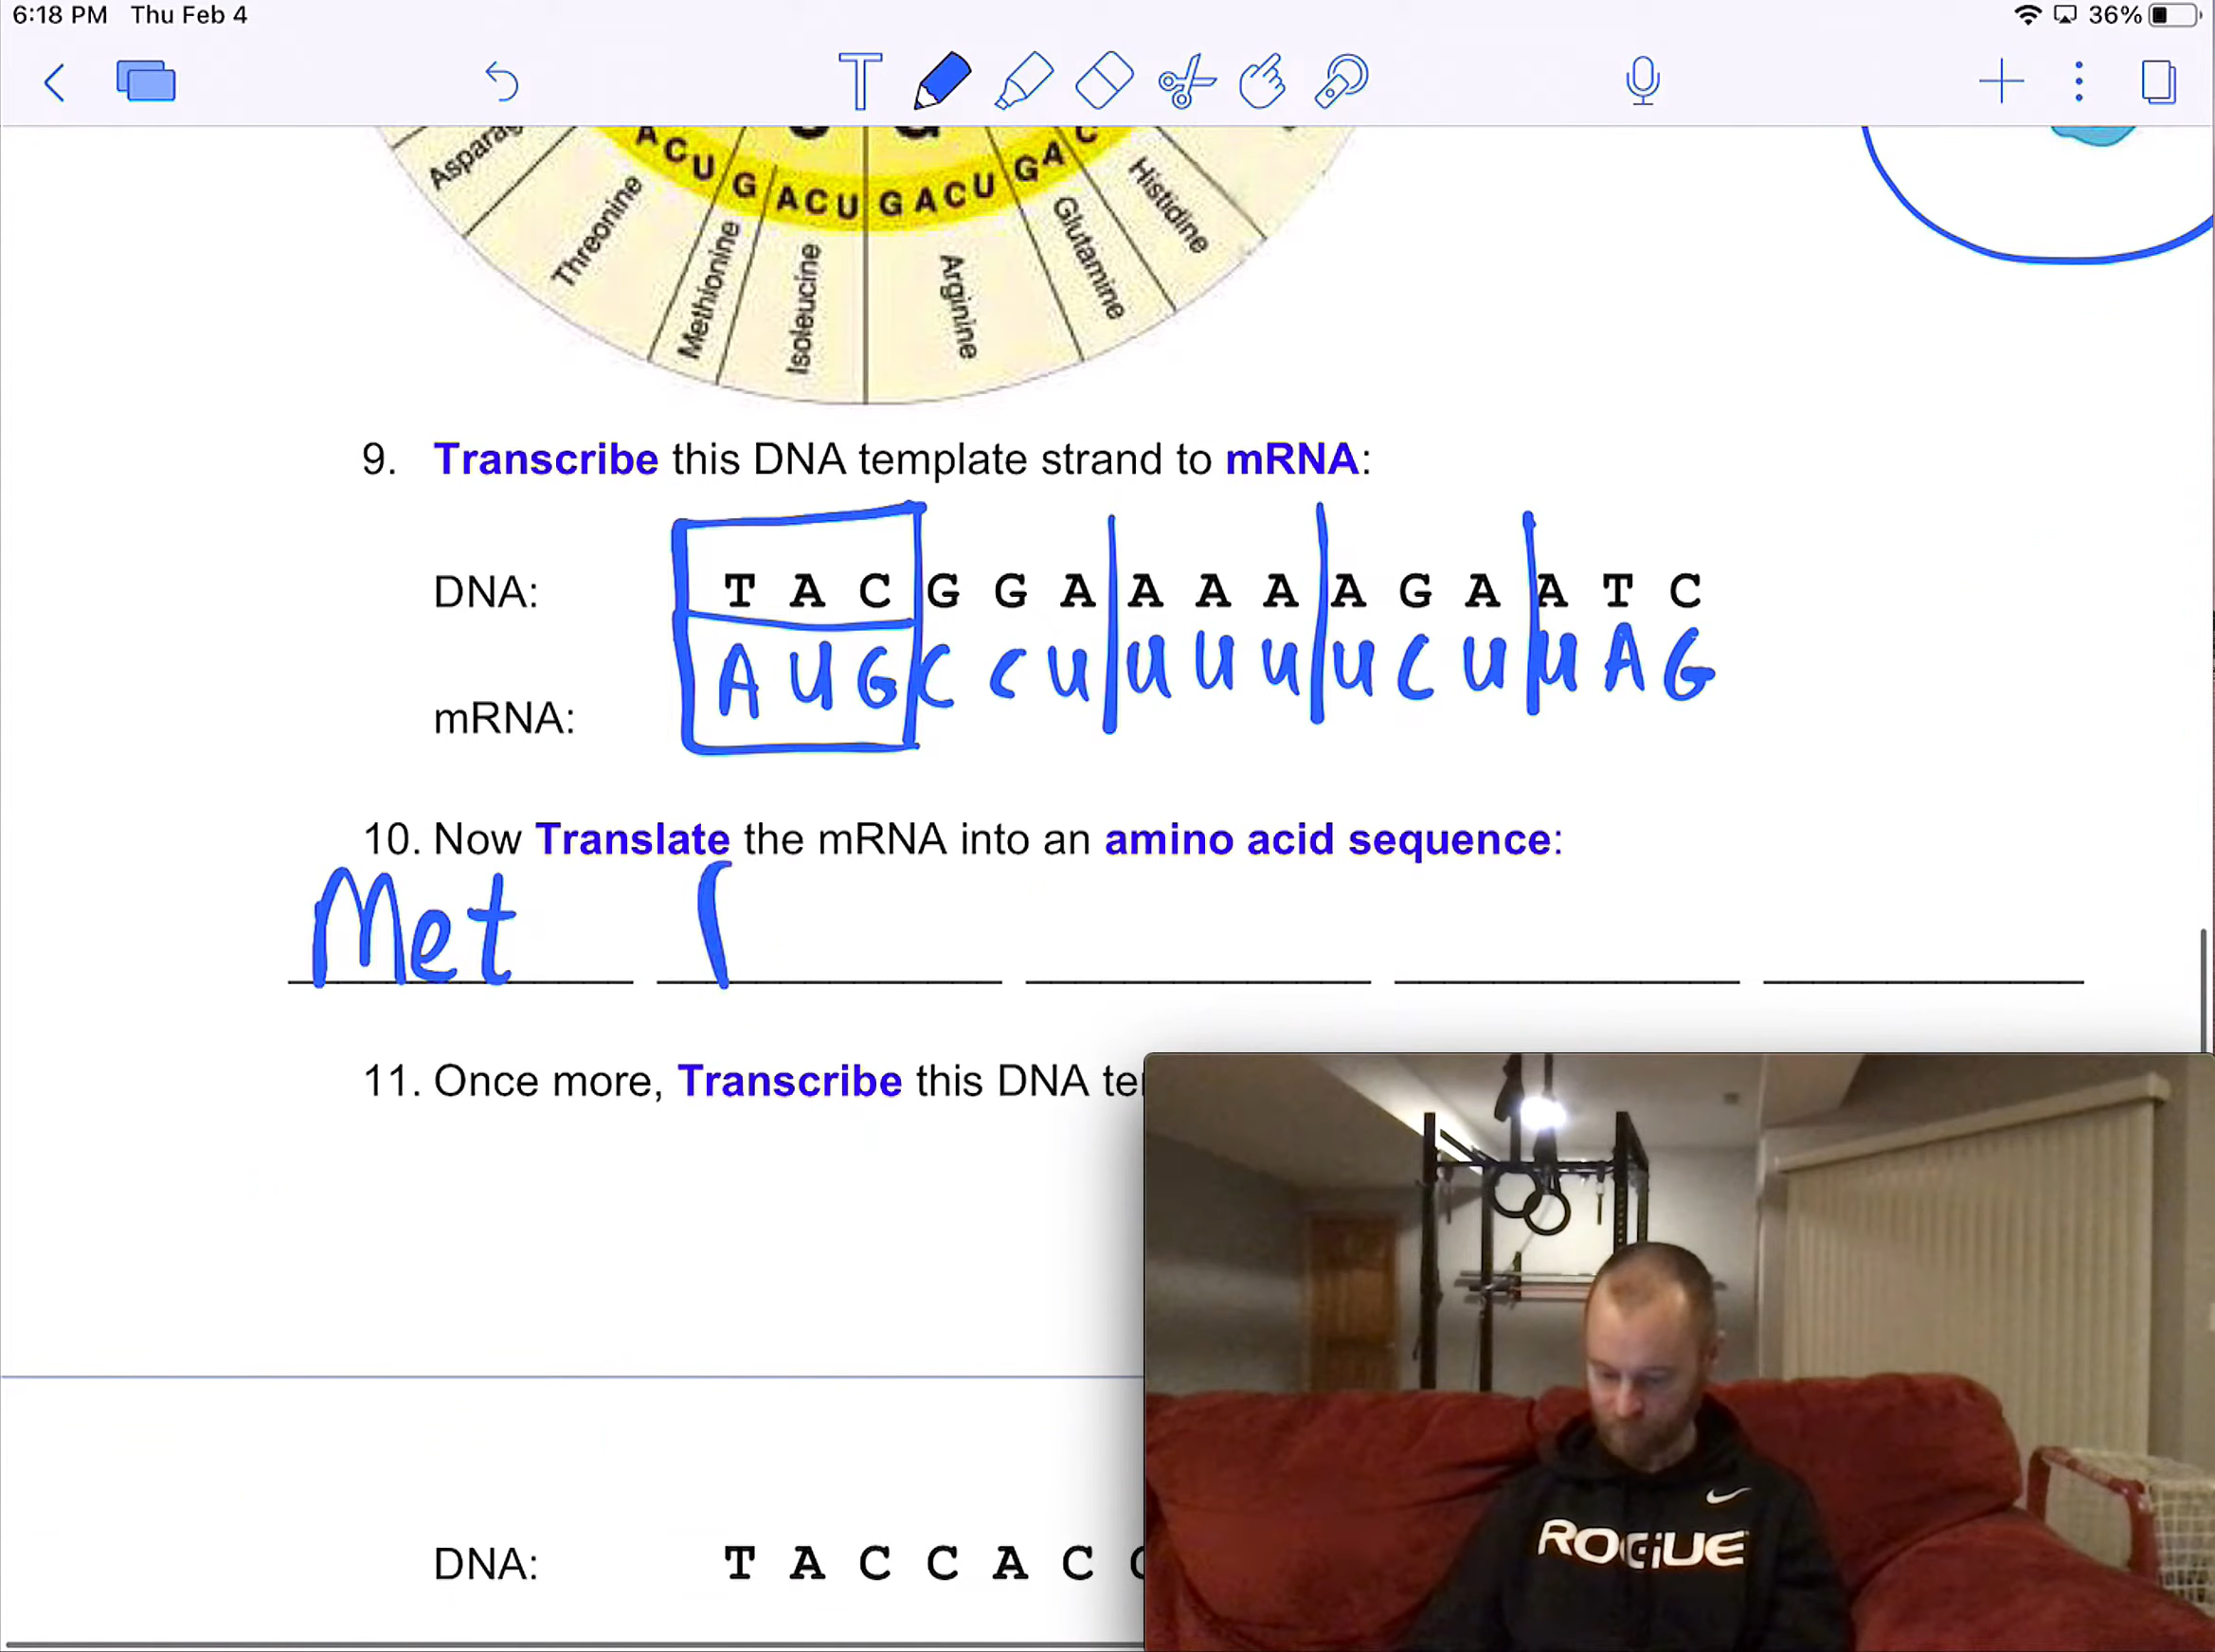 6:18 PM Thu Feb 4
36%
T
A C U G A C U G A C U G A C
Threonine
Methionine
Isoleucine
Arginine
Glutamine
Histidine
9. Transcribe this DNA template strand to mRNA:
DNA: T A C G G A A A A A G A A T C
mRNA: A U G C C U U U U U C U U A G
10. Now Translate the mRNA into an amino acid sequence:
Met
11. Once more, Transcribe this DNA
DNA: T A C C A C
ROGUE